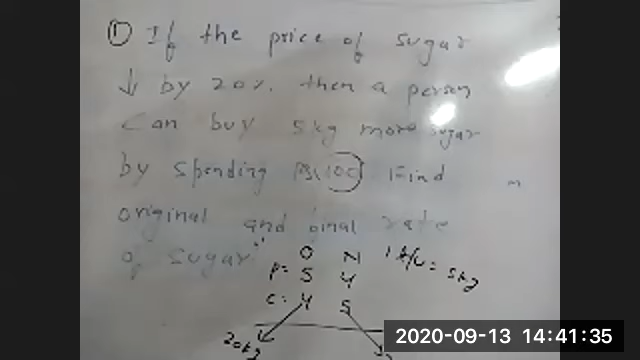 ① If the price of sugar
↓ by 20%. then a person
can buy 5kg more sugar
by spending Rs(100) Find
original and final rate
of sugar."
O N 1 A/U = 5kg
P: 5 4
C: 4 5
20kg
2020-09-13 14:41:35